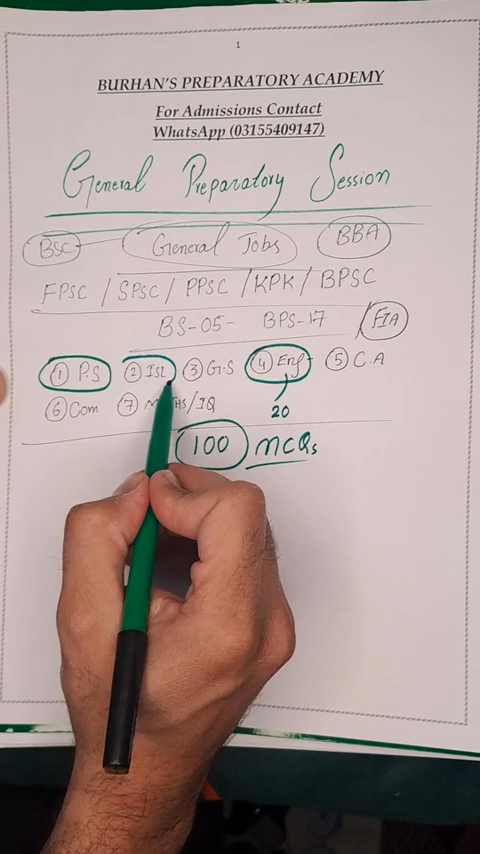 1
BURHAN'S PREPARATORY ACADEMY
For Admissions Contact
WhatsApp (03155409147)
General Preparatory Session
BSC General Jobs BBA
FPSC / SPSC / PPSC / KPK / BPSC
BS-05- BPS-17 FIA
① P.S ② ISL ③ G.S ④ Eng ⑤ C.A
⑥ Com ⑦ /IQ 20
100 MCQs